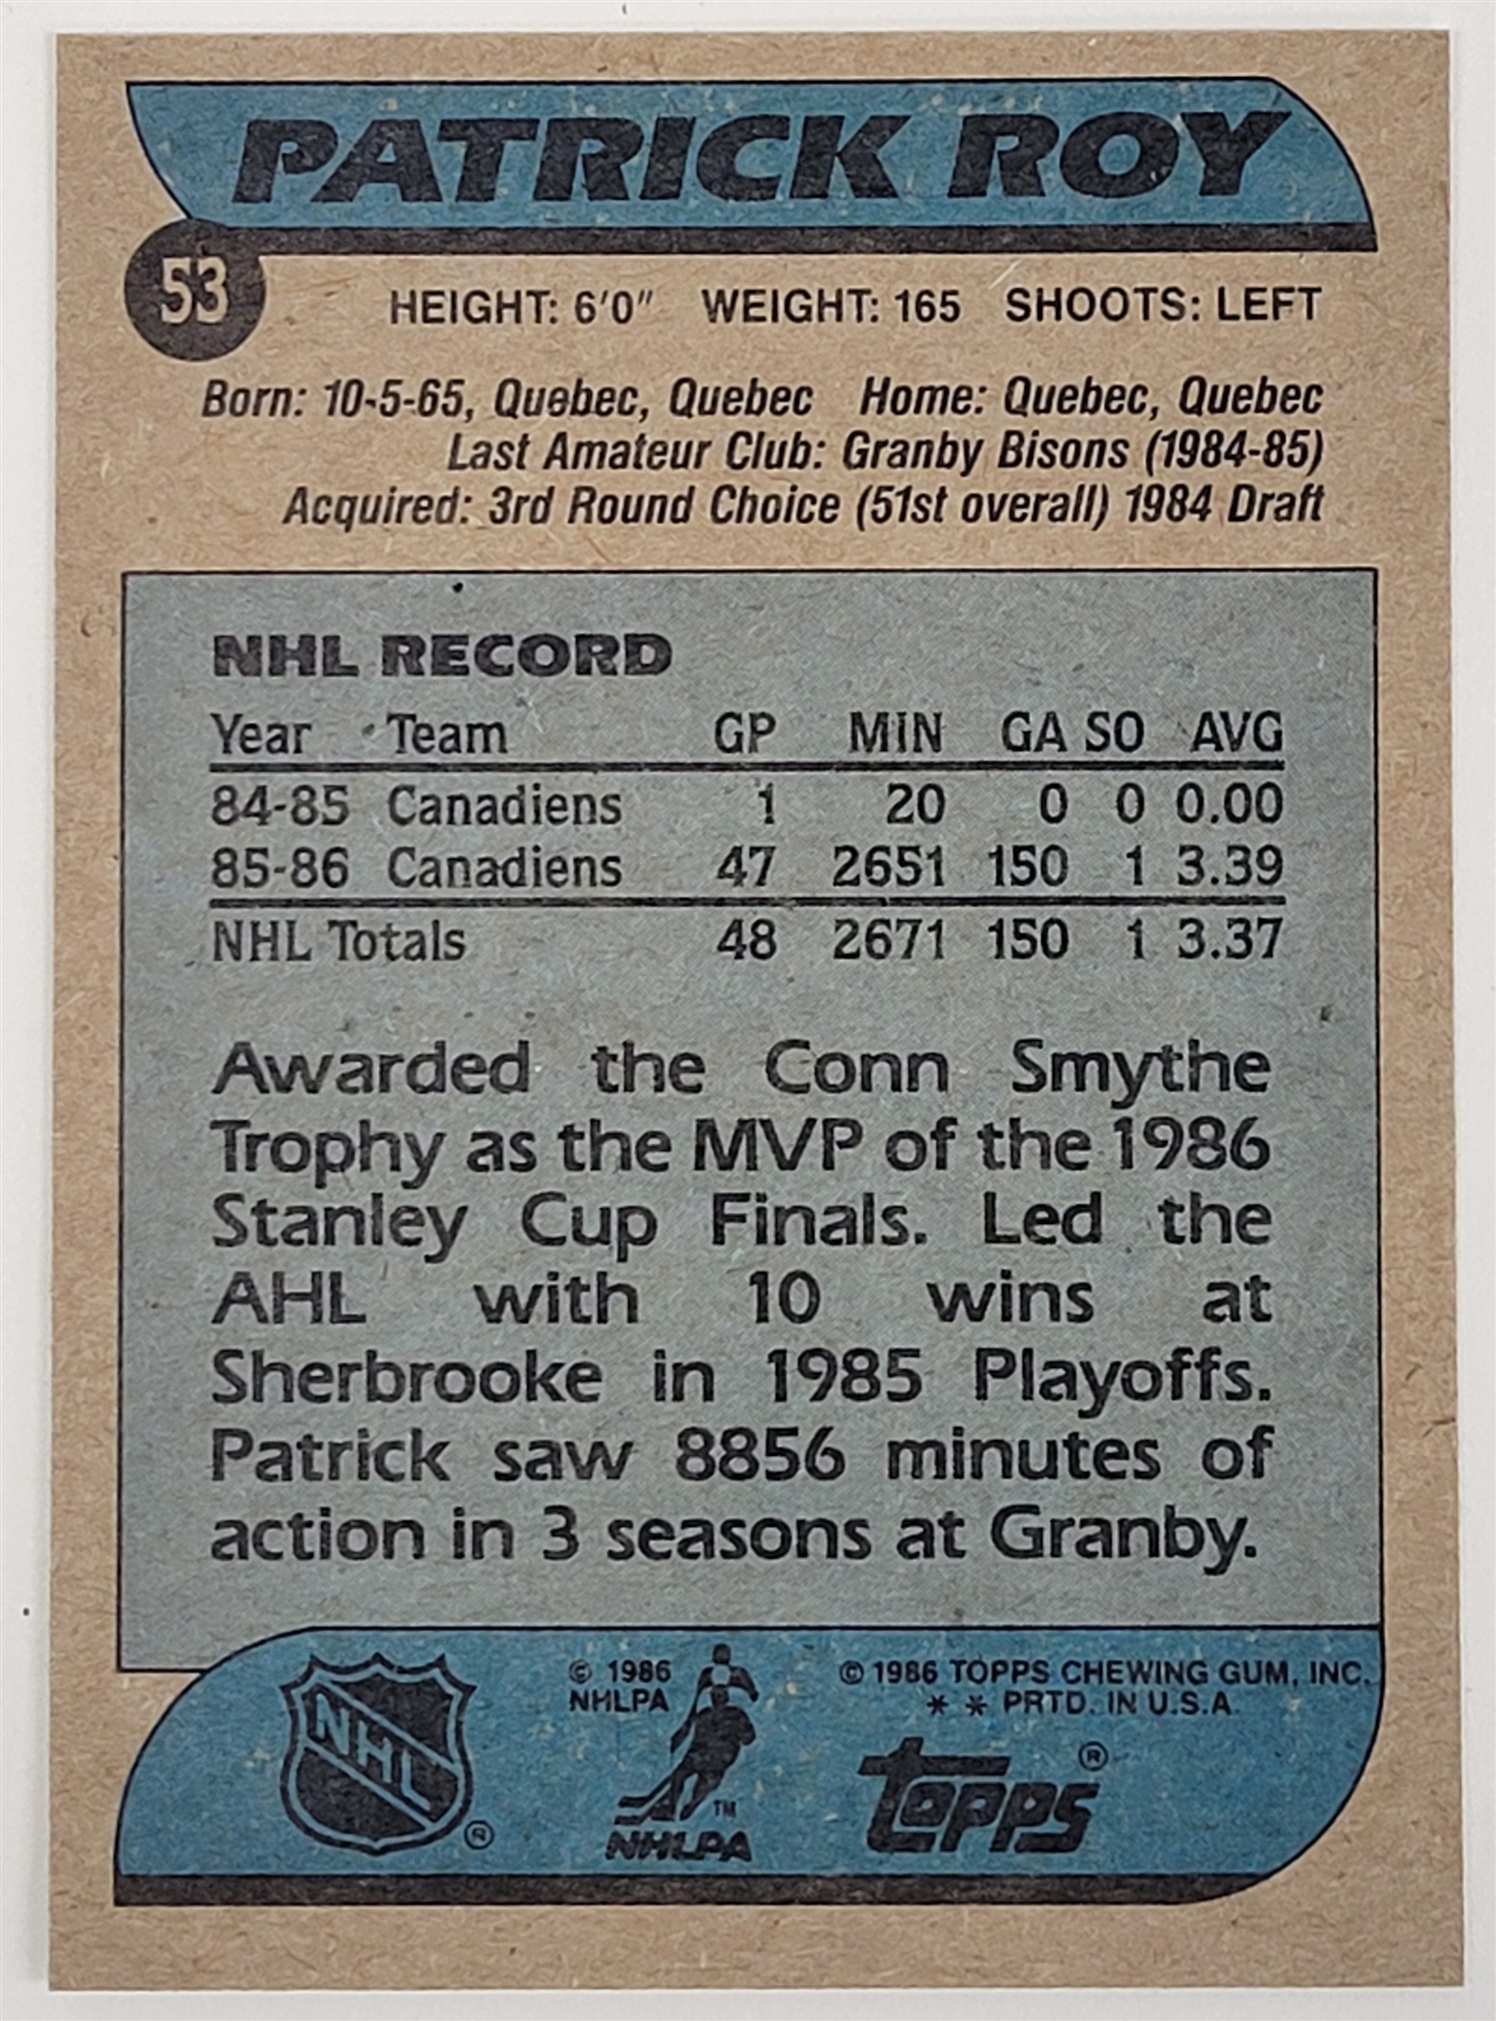 PATRICK ROY
53
HEIGHT: 6'0" WEIGHT: 165 SHOOTS: LEFT
Born: 10-5-65, Quebec, Quebec Home: Quebec, Quebec
Last Amateur Club: Granby Bisons (1984-85)
Acquired: 3rd Round Choice (51st overall) 1984 Draft
NHL RECORD
Year Team GP MIN GA SO AVG
84-85 Canadiens 1 20 0 0 0.00
85-86 Canadiens 47 2651 150 1 3.39
NHL Totals 48 2671 150 1 3.37
Awarded the Conn Smythe
Trophy as the MVP of the 1986
Stanley Cup Finals. Led the
AHL with 10 wins at
Sherbrooke in 1985 Playoffs.
Patrick saw 8856 minutes of
action in 3 seasons at Granby.
NHL ®
© 1986
NHLPA
TM
NHLPA
© 1986 TOPPS CHEWING GUM, INC.
* * PRTD. IN U.S.A.
topps ®